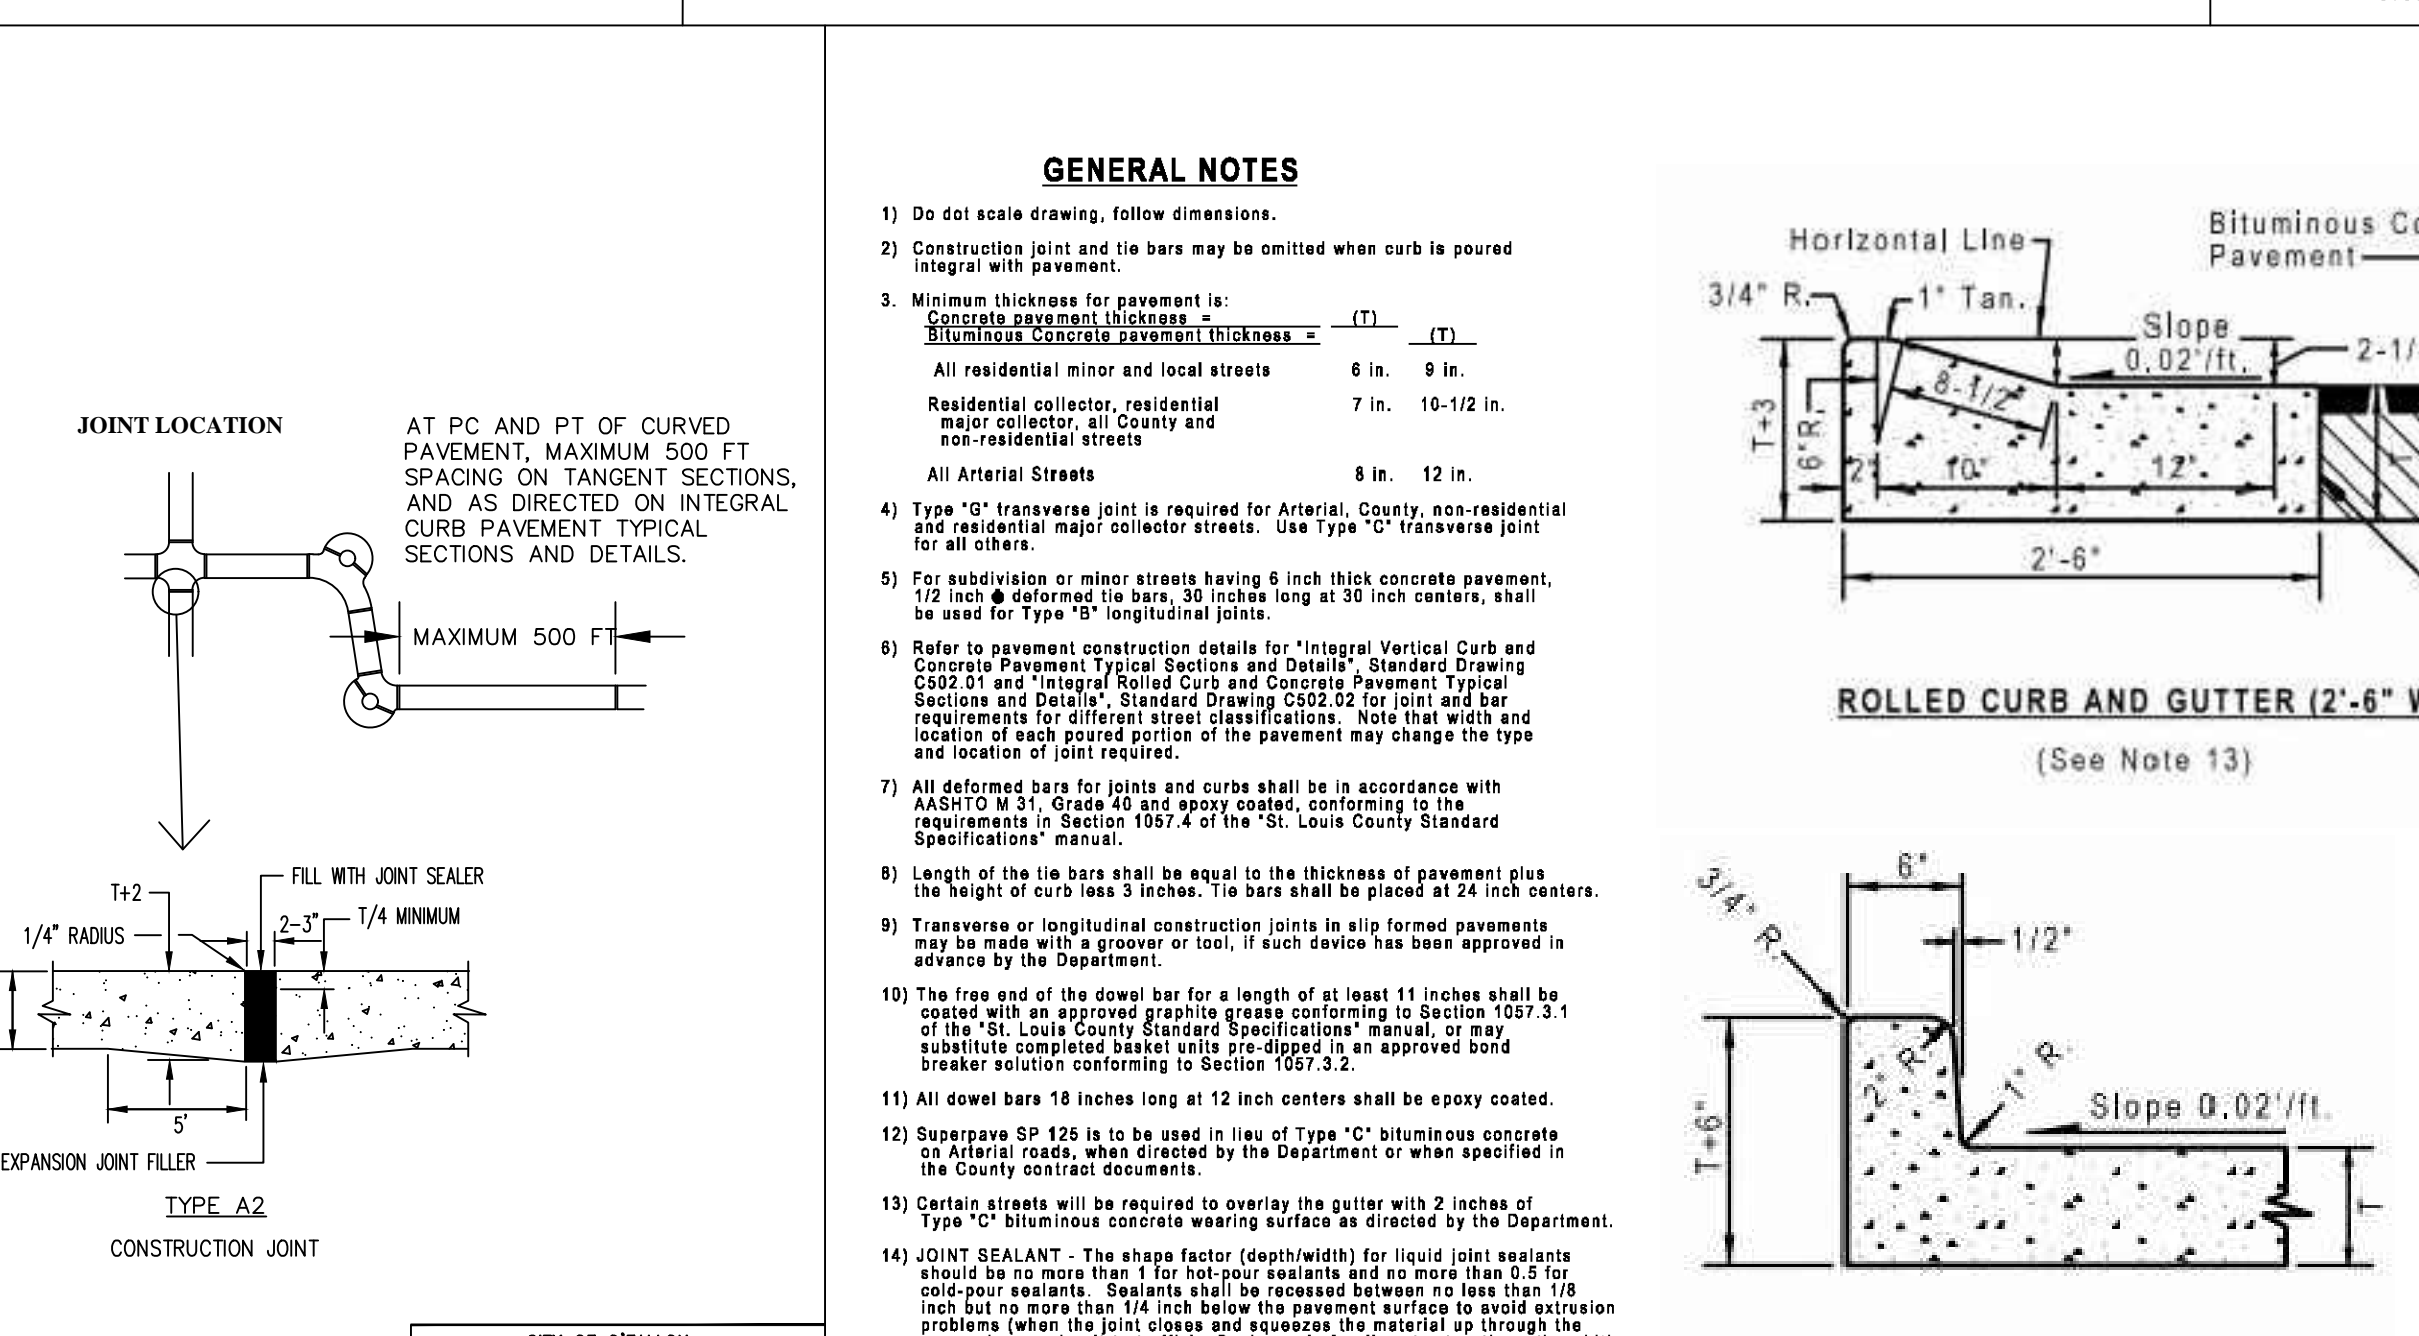 JOINT LOCATION
AT PC AND PT OF CURVED
PAVEMENT, MAXIMUM 500 FT
SPACING ON TANGENT SECTIONS,
AND AS DIRECTED ON INTEGRAL
CURB PAVEMENT TYPICAL
SECTIONS AND DETAILS.
MAXIMUM 500 FT
FILL WITH JOINT SEALER
T+2
2-3"
T/4 MINIMUM
1/4" RADIUS
5'
EXPANSION JOINT FILLER
TYPE A2
CONSTRUCTION JOINT
GENERAL NOTES
1) Do dot scale drawing, follow dimensions.
2) Construction joint and tie bars may be omitted when curb is poured
integral with pavement.
3. Minimum thickness for pavement is:
Concrete pavement thickness = (T)
Bituminous Concrete pavement thickness = (T)
All residential minor and local streets 6 in. 9 in.
Residential collector, residential 7 in. 10-1/2 in.
major collector, all County and
non-residential streets
All Arterial Streets 8 in. 12 in.
4) Type "G" transverse joint is required for Arterial, County, non-residential
and residential major collector streets. Use Type "C" transverse joint
for all others.
5) For subdivision or minor streets having 6 inch thick concrete pavement,
1/2 inch deformed tie bars, 30 inches long at 30 inch centers, shall
be used for Type "B" longitudinal joints.
6) Refer to pavement construction details for "Integral Vertical Curb and
Concrete Pavement Typical Sections and Details", Standard Drawing
C502.01 and "Integral Rolled Curb and Concrete Pavement Typical
Sections and Details", Standard Drawing C502.02 for joint and bar
requirements for different street classifications. Note that width and
location of each poured portion of the pavement may change the type
and location of joint required.
7) All deformed bars for joints and curbs shall be in accordance with
AASHTO M 31, Grade 40 and epoxy coated, conforming to the
requirements in Section 1057.4 of the "St. Louis County Standard
Specifications" manual.
8) Length of the tie bars shall be equal to the thickness of pavement plus
the height of curb less 3 inches. Tie bars shall be placed at 24 inch centers.
9) Transverse or longitudinal construction joints in slip formed pavements
may be made with a groover or tool, if such device has been approved in
advance by the Department.
10) The free end of the dowel bar for a length of at least 11 inches shall be
coated with an approved graphite grease conforming to Section 1057.3.1
of the "St. Louis County Standard Specifications" manual, or may
substitute completed basket units pre-dipped in an approved bond
breaker solution conforming to Section 1057.3.2.
11) All dowel bars 18 inches long at 12 inch centers shall be epoxy coated.
12) Superpave SP 125 is to be used in lieu of Type "C" bituminous concrete
on Arterial roads, when directed by the Department or when specified in
the County contract documents.
13) Certain streets will be required to overlay the gutter with 2 inches of
Type "C" bituminous concrete wearing surface as directed by the Department.
14) JOINT SEALANT - The shape factor (depth/width) for liquid joint sealants
should be no more than 1 for hot-pour sealants and no more than 0.5 for
cold-pour sealants. Sealants shall be recessed between no less than 1/8
inch but no more than 1/4 inch below the pavement surface to avoid extrusion
problems (when the joint closes and squeezes the material up through the
Bituminous
Horizontal Line
Pavement
3/4" R.
1" Tan.
Slope
0.02'/ft.
2-1/
8-1/2"
T+3
6"R.
2"
10"
12"
T
2'-6"
ROLLED CURB AND GUTTER (2'-6"
(See Note 13)
6"
3/4" R.
1/2"
2" R.
1" R.
Slope 0.02'/ft.
T+6"
T